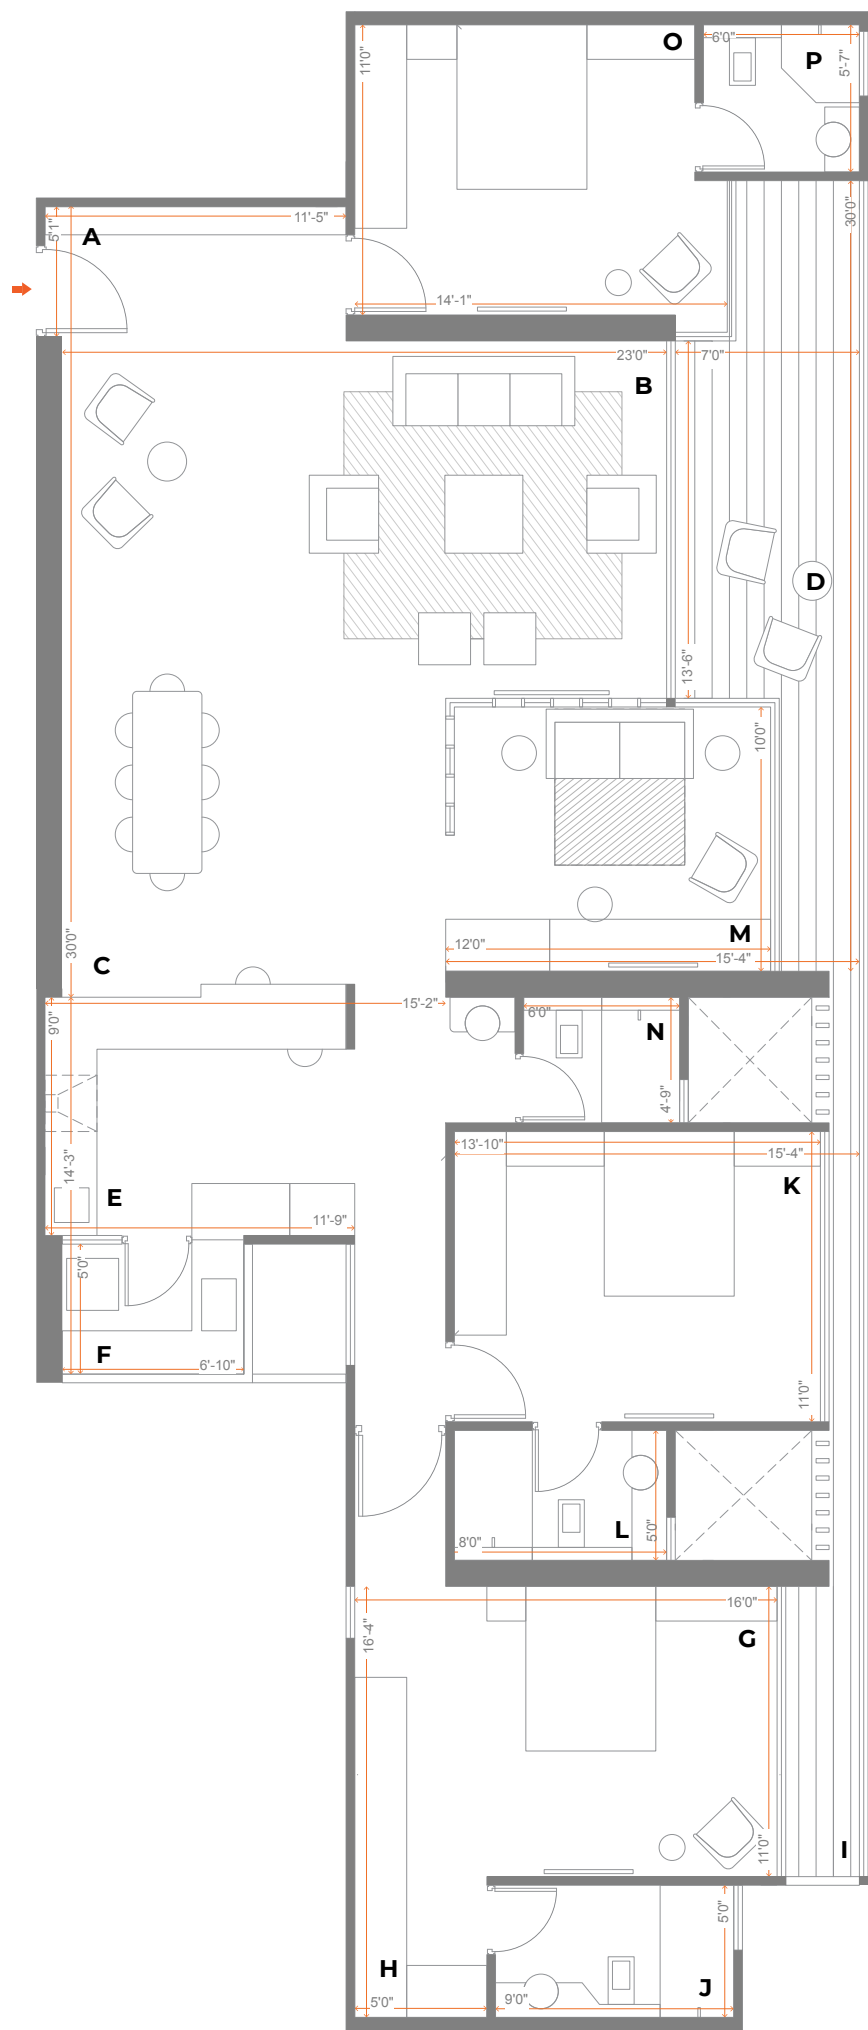 O
P
6'0"
11'0"
5'-7"
A
11'-5"
5'1"
30'0"
14'-1"
23'0"
7'0"
B
D
13'-6"
10'0"
M
12'0"
15'-4"
C
30'0"
15'-2"
6'0"
N
9'0"
4'-9"
13'-10"
15'-4"
K
14'-3"
E
11'-9"
5'0"
F
6'-10"
11'0"
L
8'0"
5'0"
16'0"
G
16'-4"
11'0"
I
H
5'0"
9'0"
5'0"
J